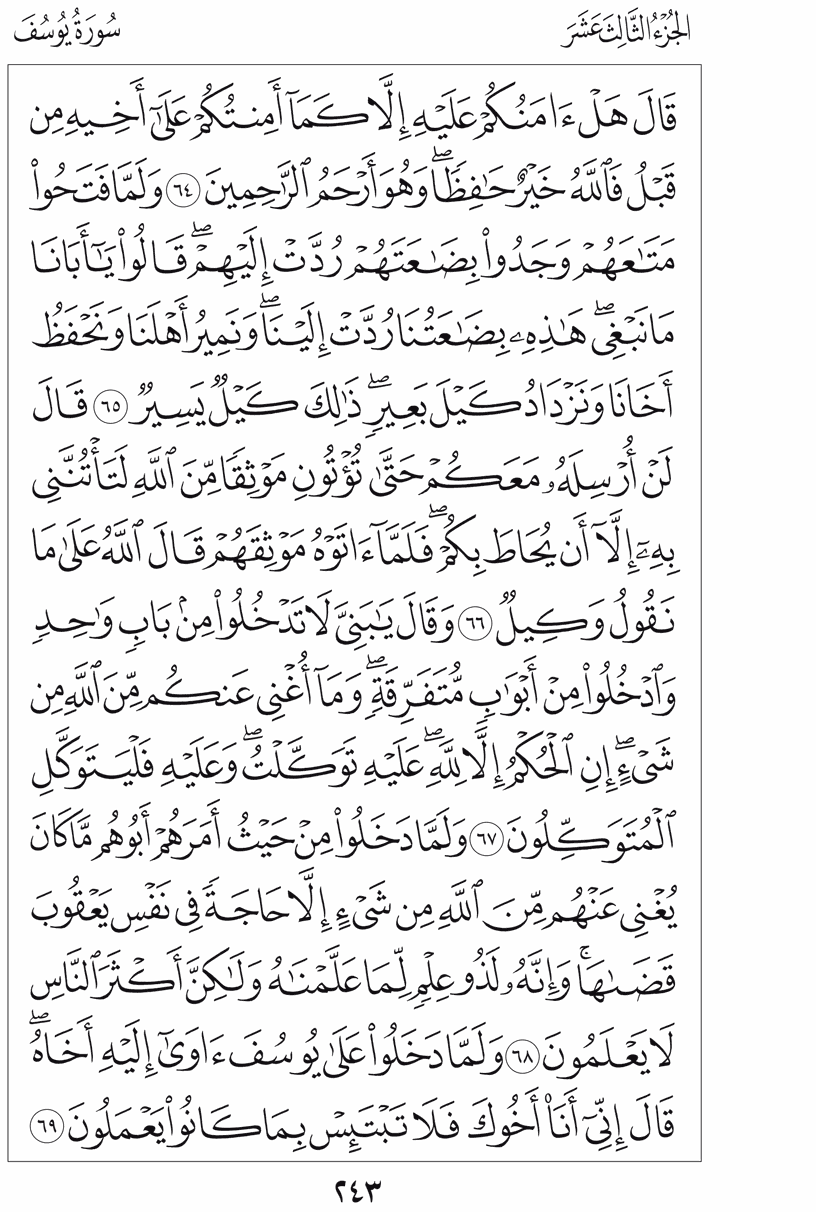 الجُزْءُ الثَّالِثَ عَشَرَ
سُورَةُ يُوسُفَ
قَالَ هَلۡ ءَامَنُكُمۡ عَلَيۡهِ إِلَّا كَمَآ أَمِنتُكُمۡ عَلَىٰٓ أَخِيهِ مِن
قَبۡلُ فَٱللَّهُ خَيۡرٌ حَٰفِظٗاۖ وَهُوَ أَرۡحَمُ ٱلرَّٰحِمِينَ ٦٤ وَلَمَّا فَتَحُواْ
مَتَٰعَهُمۡ وَجَدُواْ بِضَٰعَتَهُمۡ رُدَّتۡ إِلَيۡهِمۡۖ قَالُواْ يَٰٓأَبَانَا
مَا نَبۡغِيۖ هَٰذِهِۦ بِضَٰعَتُنَا رُدَّتۡ إِلَيۡنَاۖ وَنَمِيرُ أَهۡلَنَا وَنَحۡفَظُ
أَخَانَا وَنَزۡدَادُ كَيۡلَ بَعِيرٖۖ ذَٰلِكَ كَيۡلٞ يَسِيرٞ ٦٥ قَالَ
لَنۡ أُرۡسِلَهُۥ مَعَكُمۡ حَتَّىٰ تُؤۡتُونِ مَوۡثِقٗا مِّنَ ٱللَّهِ لَتَأۡتُنَّنِي
بِهِۦٓ إِلَّآ أَن يُحَاطَ بِكُمۡۖ فَلَمَّآ ءَاتَوۡهُ مَوۡثِقَهُمۡ قَالَ ٱللَّهُ عَلَىٰ مَا
نَقُولُ وَكِيلٞ ٦٦ وَقَالَ يَٰبَنِيَّ لَا تَدۡخُلُواْ مِنۢ بَابٖ وَٰحِدٖ
وَٱدۡخُلُواْ مِنۡ أَبۡوَٰبٖ مُّتَفَرِّقَةٖۖ وَمَآ أُغۡنِي عَنكُم مِّنَ ٱللَّهِ مِن
شَيۡءٍۖ إِنِ ٱلۡحُكۡمُ إِلَّا لِلَّهِۖ عَلَيۡهِ تَوَكَّلۡتُۖ وَعَلَيۡهِ فَلۡيَتَوَكَّلِ
ٱلۡمُتَوَكِّلُونَ ٦٧ وَلَمَّا دَخَلُواْ مِنۡ حَيۡثُ أَمَرَهُمۡ أَبُوهُم مَّا كَانَ
يُغۡنِي عَنۡهُم مِّنَ ٱللَّهِ مِن شَيۡءٍ إِلَّا حَاجَةٗ فِي نَفۡسِ يَعۡقُوبَ
قَضَىٰهَاۚ وَإِنَّهُۥ لَذُو عِلۡمٖ لِّمَا عَلَّمۡنَٰهُ وَلَٰكِنَّ أَكۡثَرَ ٱلنَّاسِ
لَا يَعۡلَمُونَ ٦٨ وَلَمَّا دَخَلُواْ عَلَىٰ يُوسُفَ ءَاوَىٰٓ إِلَيۡهِ أَخَاهُۖ
قَالَ إِنِّيٓ أَنَا۠ أَخُوكَ فَلَا تَبۡتَئِسۡ بِمَا كَانُواْ يَعۡمَلُونَ ٦٩
٢٤٣